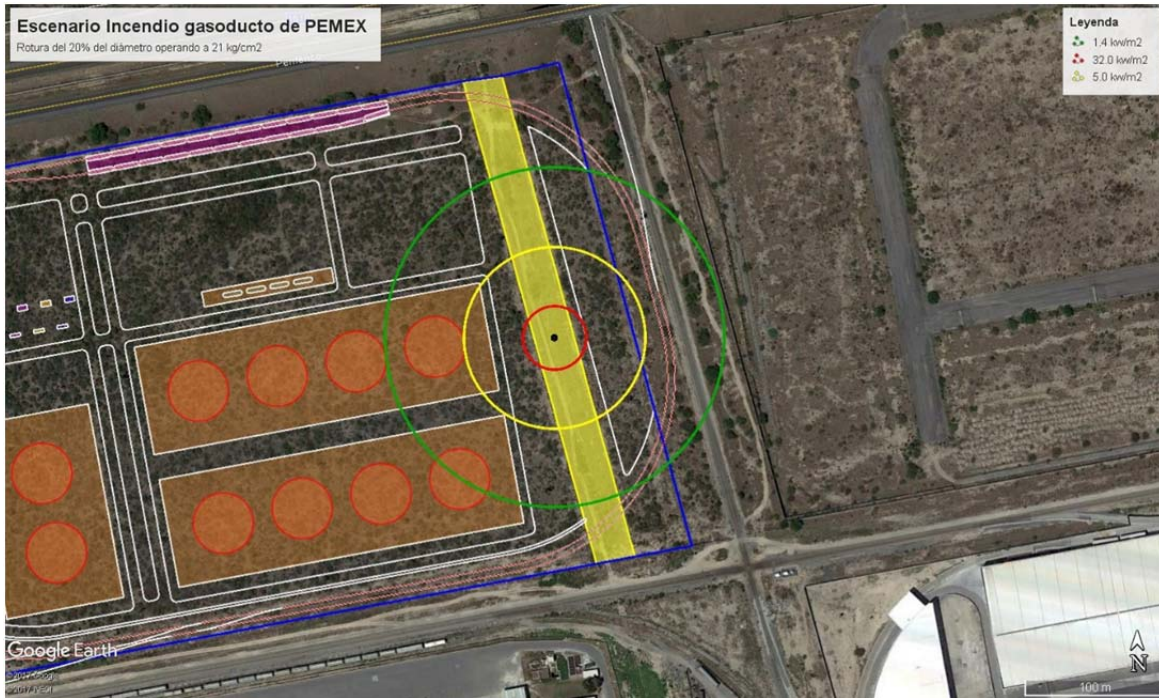 Escenario Incendio gasoducto de PEMEX
Rotura del 20% del diámetro operando a 21 kg/cm2
Leyenda
1.4 kw/m2
32.0 kw/m2
5.0 kw/m2
Google Earth
100 m
N